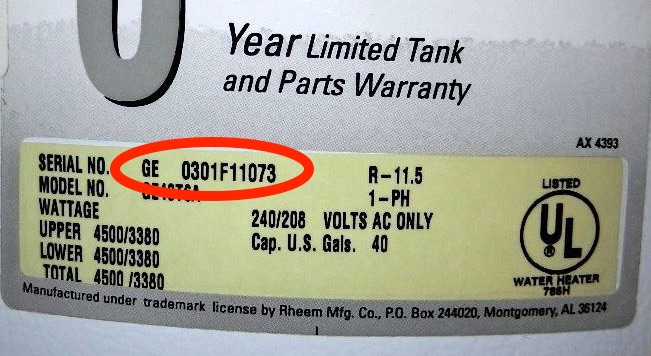 Year Limited Tank
and Parts Warranty
AX 4393
SERIAL NO. GE 0301F11073 R-11.5
MODEL NO. 1-PH
WATTAGE 240/208 VOLTS AC ONLY
UPPER 4500/3380 Cap. U.S. Gals. 40
LOWER 4500/3380
TOTAL 4500/3380
LISTED
UL
®
WATER HEATER
786H
Manufactured under trademark license by Rheem Mfg. Co., P.O. Box 244020, Montgomery, AL 36124